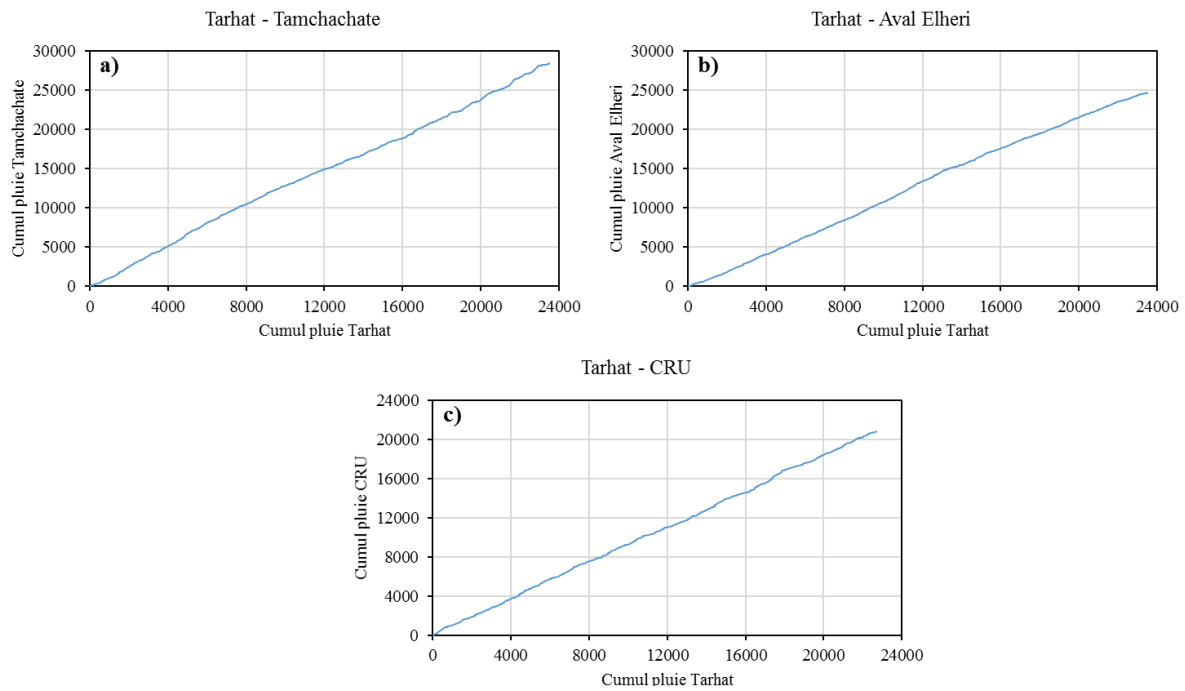 Tarhat - Tamchachate
a)
Cumul pluie Tamchachate
30000
25000
20000
15000
10000
5000
0
0 4000 8000 12000 16000 20000 24000
Cumul pluie Tarhat
Tarhat - Aval Elheri
b)
Cumul pluie Aval Elheri
30000
25000
20000
15000
10000
5000
0
0 4000 8000 12000 16000 20000 24000
Cumul pluie Tarhat
Tarhat - CRU
c)
Cumul pluie CRU
24000
20000
16000
12000
8000
4000
0
0 4000 8000 12000 16000 20000 24000
Cumul pluie Tarhat